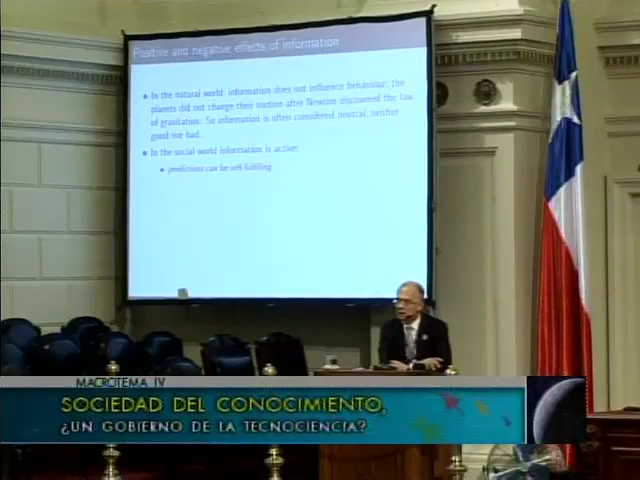 Positive and negative effects of information
In the natural world, information does not influence behaviour: the
planets did not change their motion after Newton discovered the law
of gravitation. So information is often considered neutral, neither
good nor bad.
In the social world information is active:
predictions can be self-fulfilling
MACROTEMA IV
SOCIEDAD DEL CONOCIMIENTO,
¿UN GOBIERNO DE LA TECNOCIENCIA?